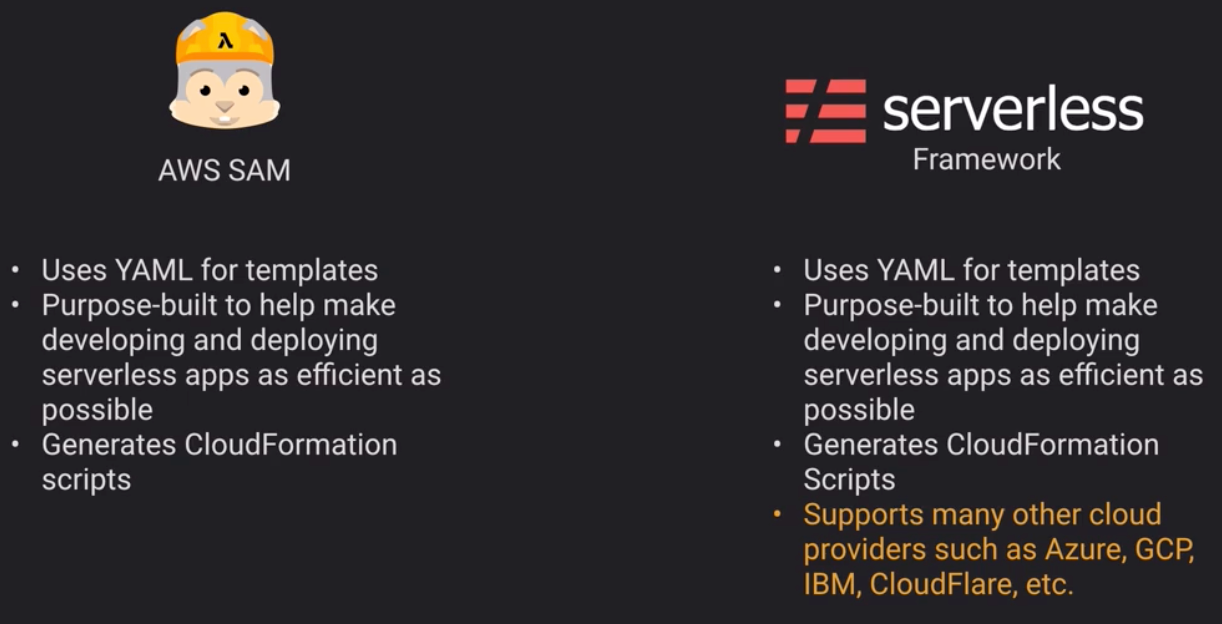 λ
AWS SAM
• Uses YAML for templates
• Purpose-built to help make
developing and deploying
serverless apps as efficient as
possible
• Generates CloudFormation
scripts
serverless
Framework
• Uses YAML for templates
• Purpose-built to help make
developing and deploying
serverless apps as efficient as
possible
• Generates CloudFormation
Scripts
• Supports many other cloud
providers such as Azure, GCP,
IBM, CloudFlare, etc.